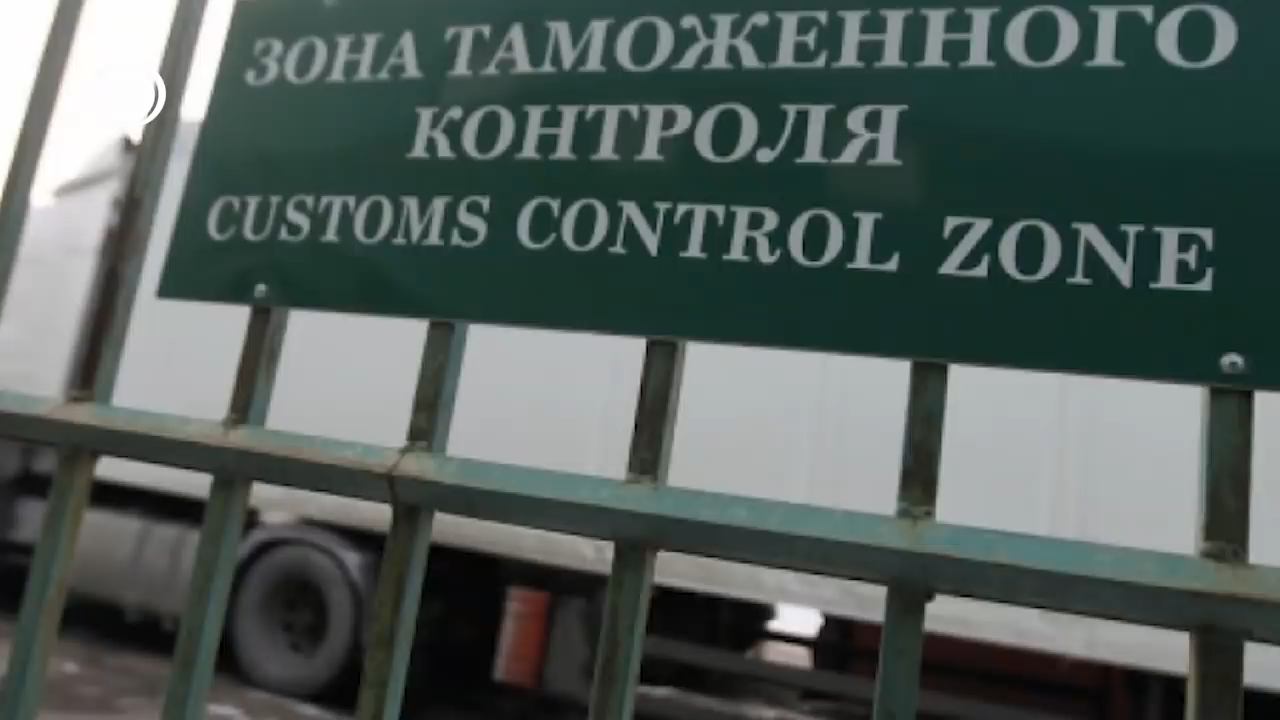 ЗОНА ТАМОЖЕННОГО
КОНТРОЛЯ
CUSTOMS CONTROL ZONE